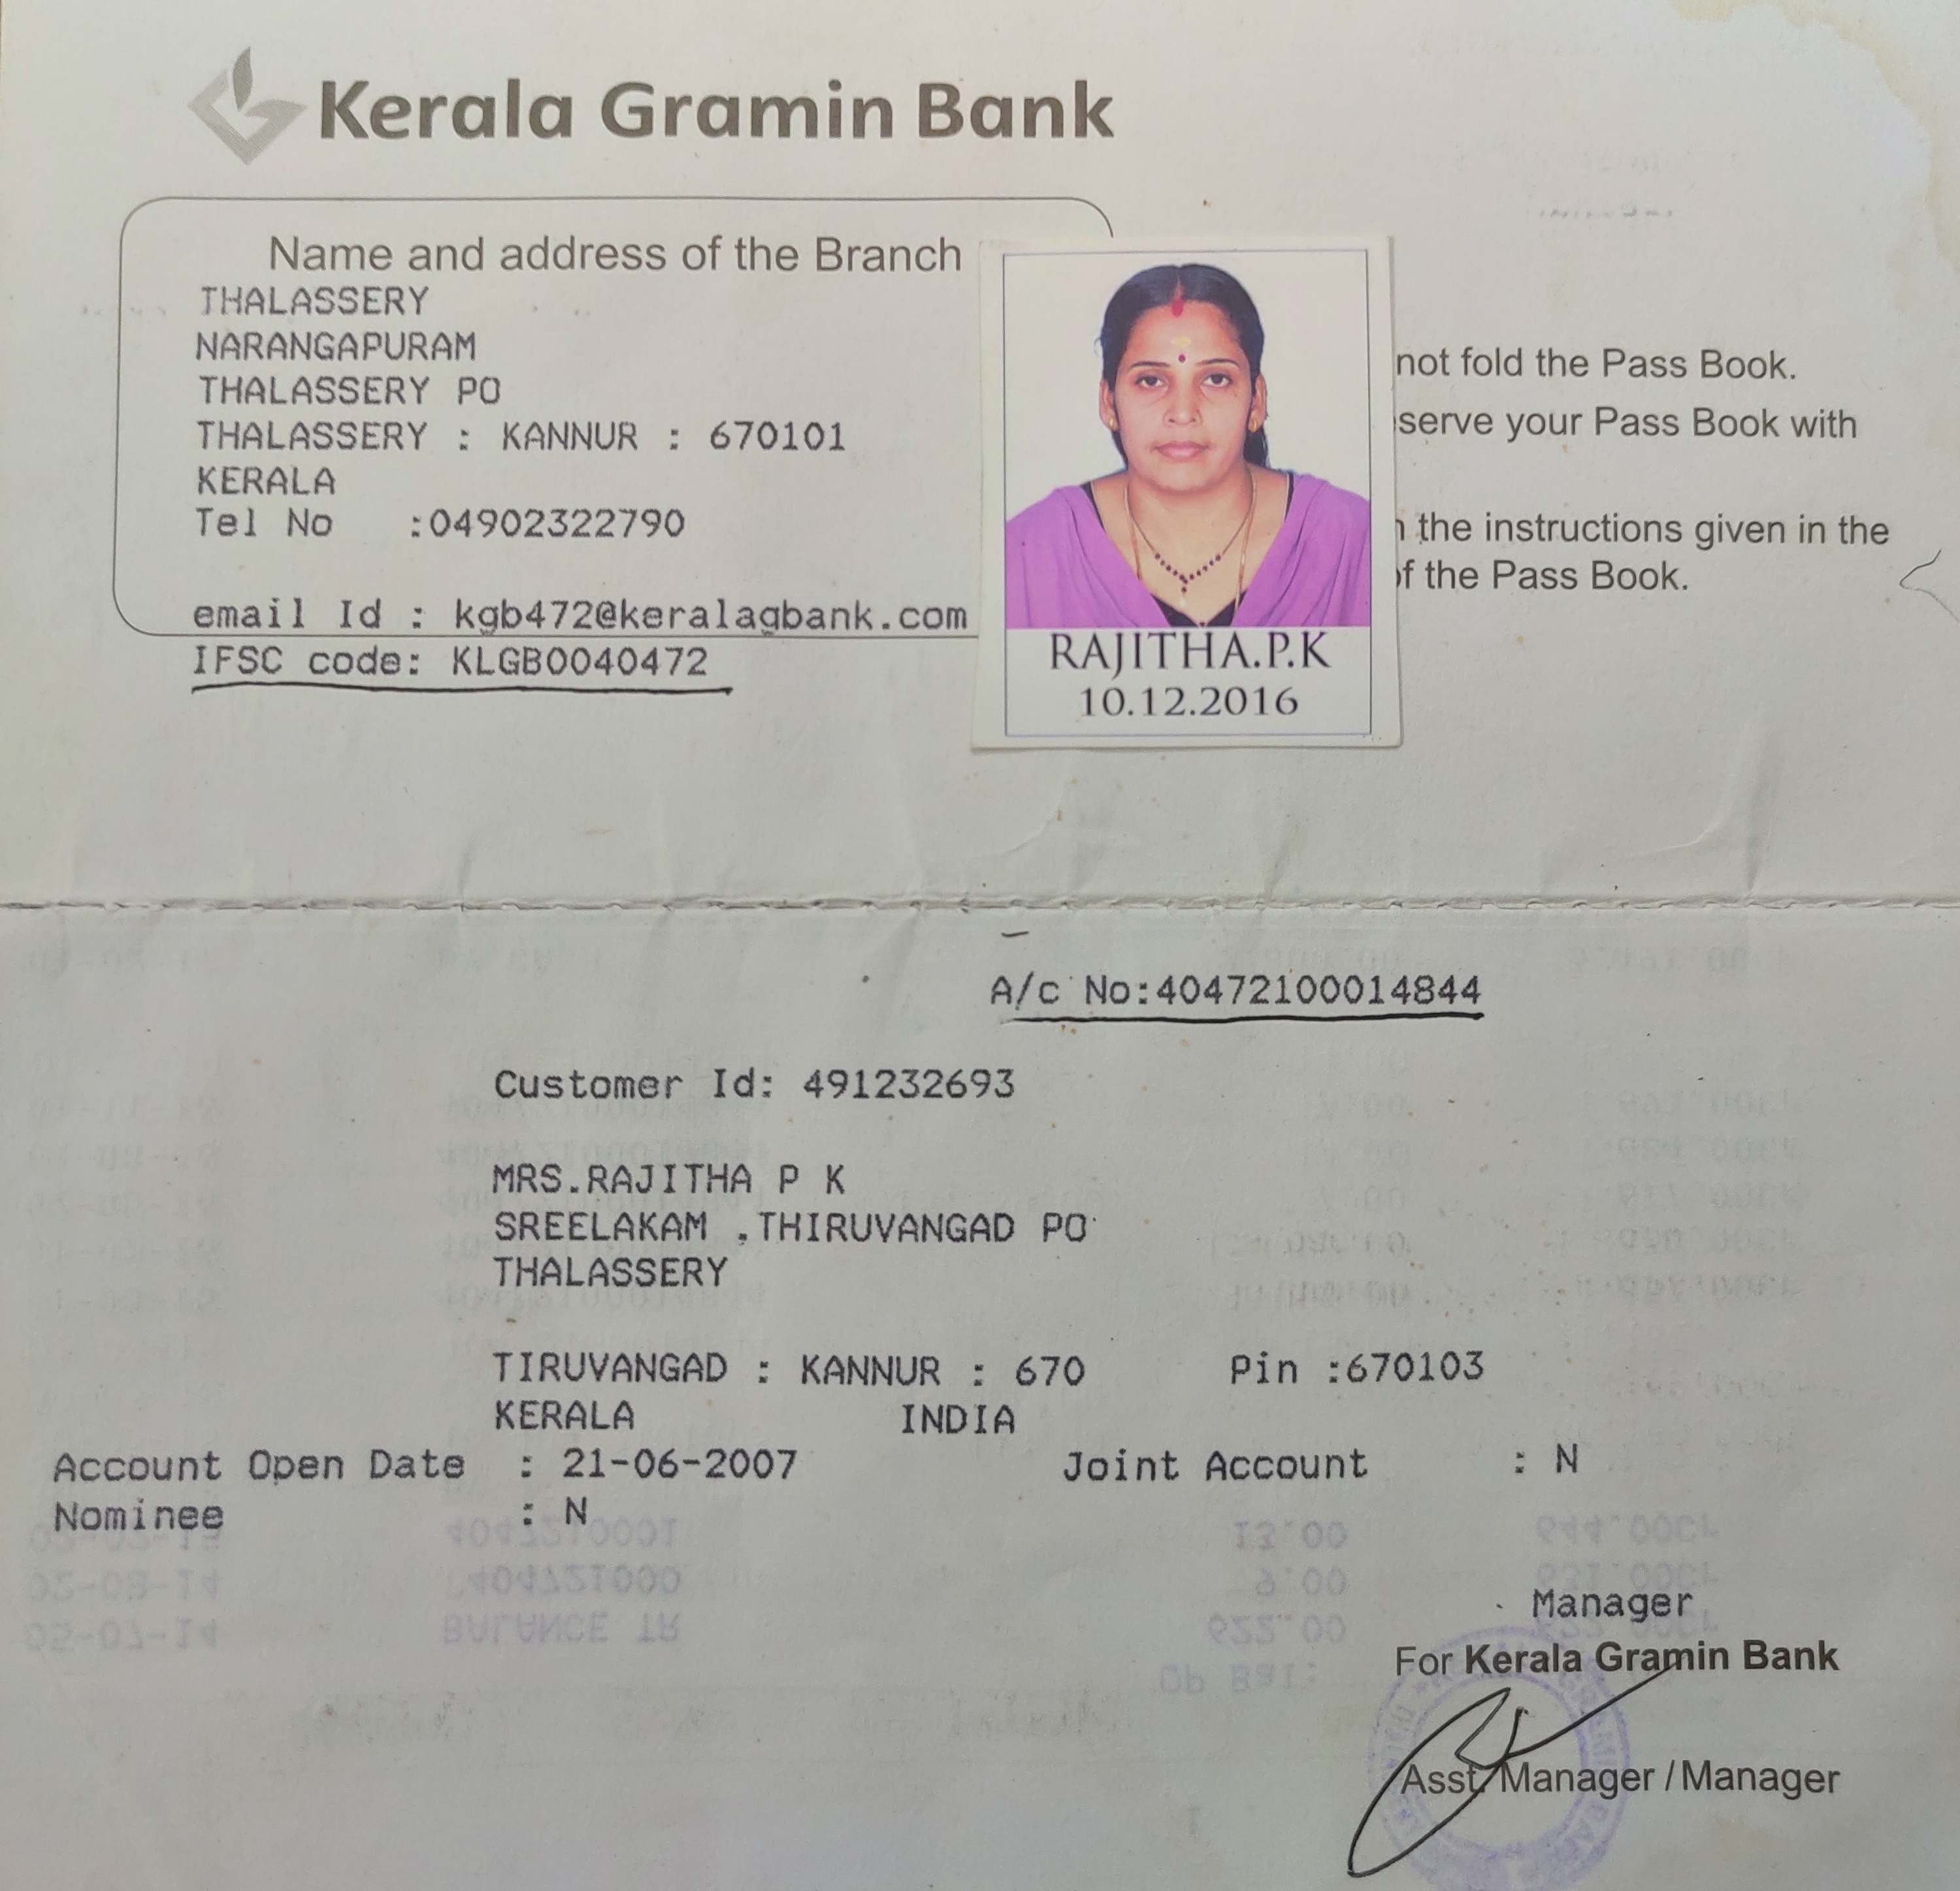 Kerala Gramin Bank
Name and address of the Branch
THALASSERY
NARANGAPURAM
THALASSERY PO
THALASSERY : KANNUR : 670101
KERALA
Tel No :04902322790
email Id : kgb472@keralagbank.com
IFSC code: KLGB0040472
RAJITHA.P.K
10.12.2016
not fold the Pass Book.
serve your Pass Book with
the instructions given in the
of the Pass Book.
A/c No:40472100014844
Customer Id: 491232693
MRS.RAJITHA P K
SREELAKAM ,THIRUVANGAD PO
THALASSERY
TIRUVANGAD : KANNUR : 670 Pin :670103
KERALA INDIA
Account Open Date : 21-06-2007 Joint Account : N
Nominee : N
Manager
For Kerala Gramin Bank
Asst. Manager / Manager